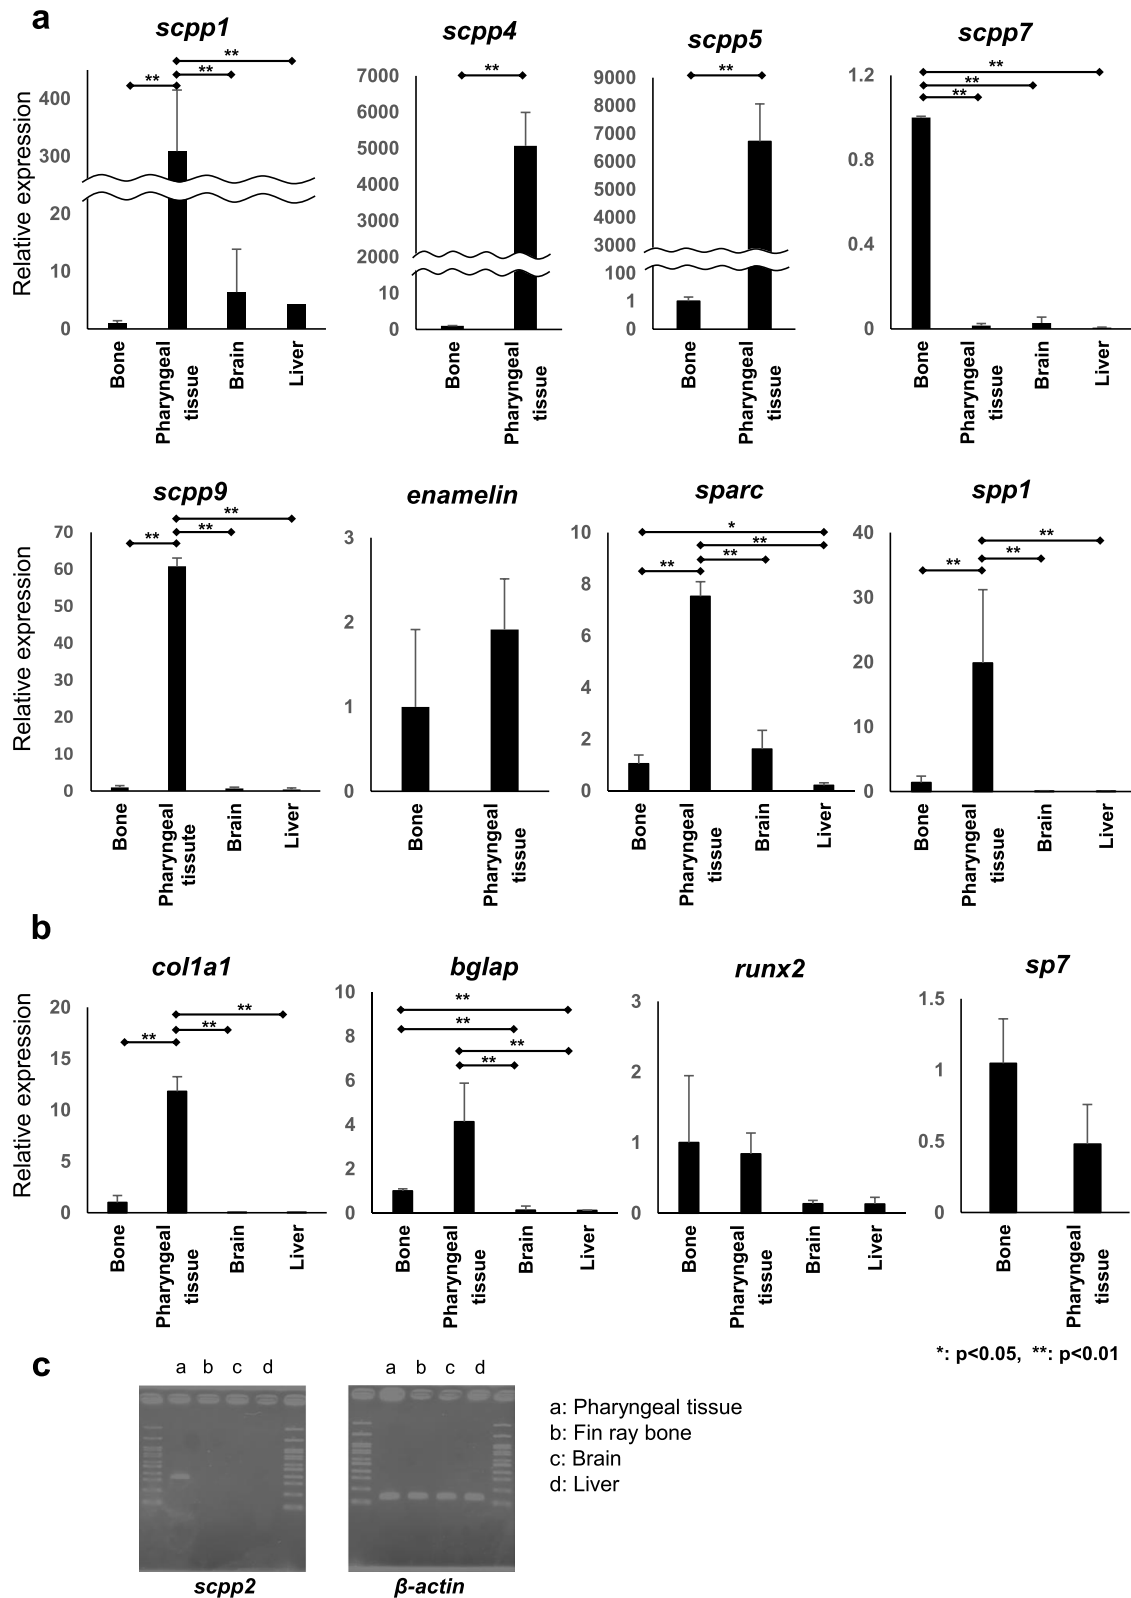 a
scpp1
scpp4
scpp5
scpp7
Relative expression
400
300
20
10
0
**
**
**
Bone
Pharyngeal
tissue
Brain
Liver
7000
6000
5000
4000
3000
2000
10
0
**
Bone
Pharyngeal
tissue
9000
8000
7000
6000
5000
4000
3000
100
1
0
**
Bone
Pharyngeal
tissue
1.2
0.8
0.4
0
**
**
**
Bone
Pharyngeal
tissue
Brain
Liver
scpp9
enamelin
sparc
spp1
Relative expression
70
60
50
40
30
20
10
0
**
**
**
Bone
Pharyngeal
tissute
Brain
Liver
3
2
1
0
Bone
Pharyngeal
tissue
10
8
6
4
2
0
*
**
**
**
Bone
Pharyngeal
tissue
Brain
Liver
40
30
20
10
0
**
**
**
Bone
Pharyngeal
tissue
Brain
Liver
b
col1a1
bglap
runx2
sp7
Relative expression
20
15
10
5
0
**
**
**
Bone
Pharyngeal
tissue
Brain
Liver
10
8
6
4
2
0
**
**
**
**
Bone
Pharyngeal
tissue
Brain
Liver
3
2
1
0
Bone
Pharyngeal
tissue
Brain
Liver
1.5
1
0.5
0
Bone
Pharyngeal
tissue
*: p<0.05, **: p<0.01
c
a b c d
a b c d
a: Pharyngeal tissue
b: Fin ray bone
c: Brain
d: Liver
scpp2
β-actin